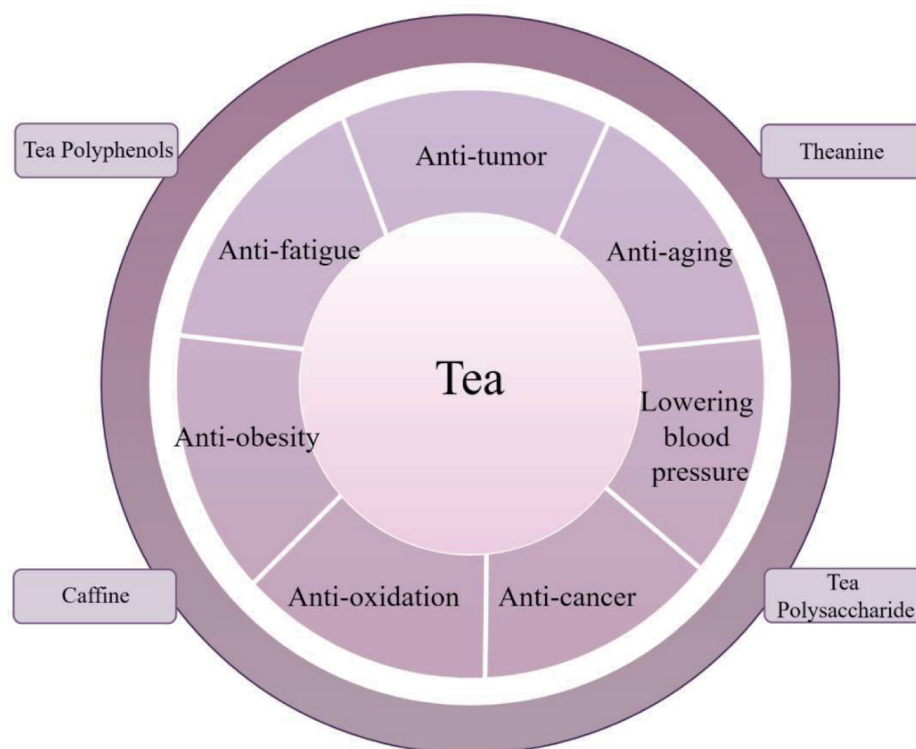 Anti-tumor
Tea Polyphenols
Theanine
Anti-fatigue
Anti-aging
Tea
Lowering
blood
pressure
Anti-obesity
Caffine
Anti-oxidation
Anti-cancer
Tea
Polysaccharide